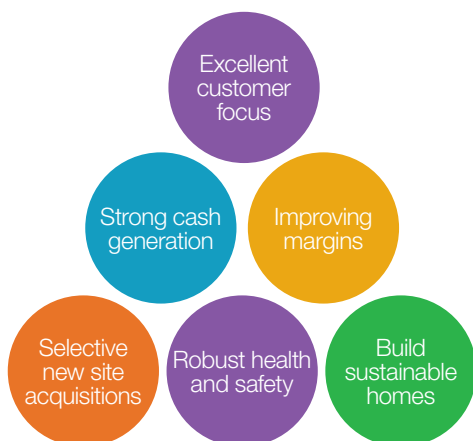 Excellent
customer
focus
Strong cash
generation
Improving
margins
Selective
new site
acquisitions
Robust health
and safety
Build
sustainable
homes